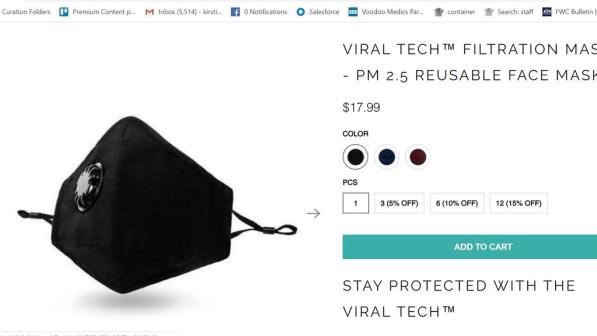 Curation Folders Premium Content p... Inbox (5,514) - kirsti... 0 Notifications Salesforce Voodoo Medics Par... container Search: staff FWC Bulletin |
VIRAL TECH™ FILTRATION MAS
- PM 2.5 REUSABLE FACE MASK
$17.99
COLOR
PCS
1 3 (5% OFF) 6 (10% OFF) 12 (15% OFF)
ADD TO CART
STAY PROTECTED WITH THE
VIRAL TECH™